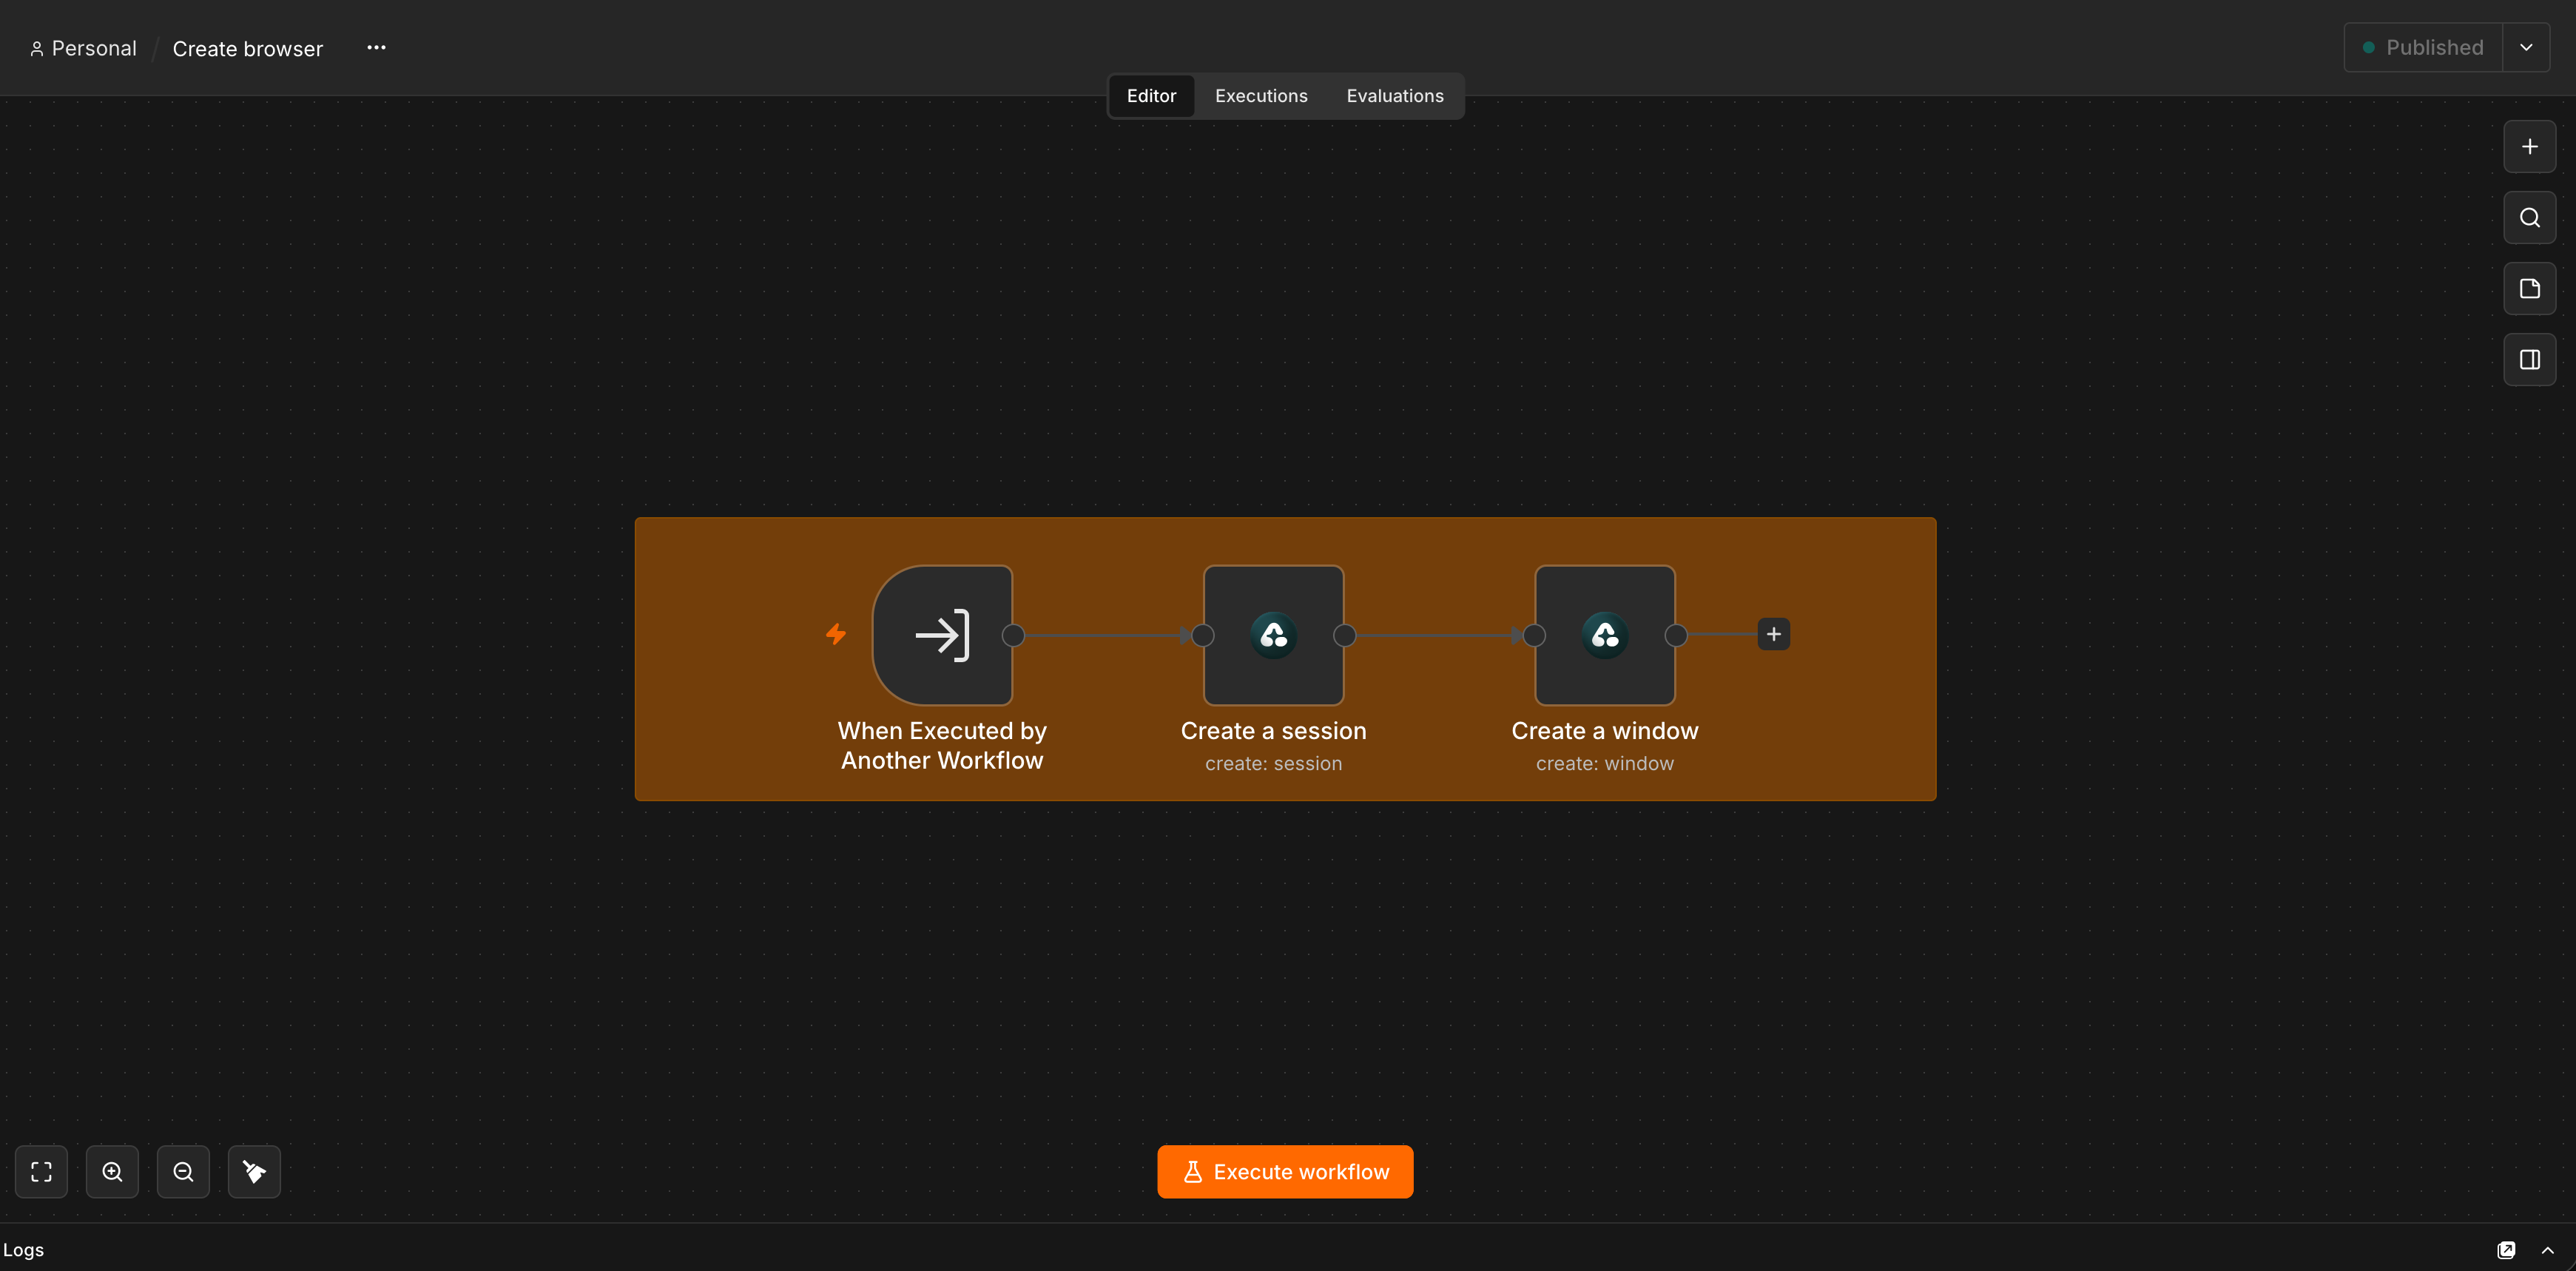 Personal / Create browser
Published
Editor
Executions
Evaluations
When Executed by
Another Workflow
Create a session
create: session
Create a window
create: window
Execute workflow
Logs